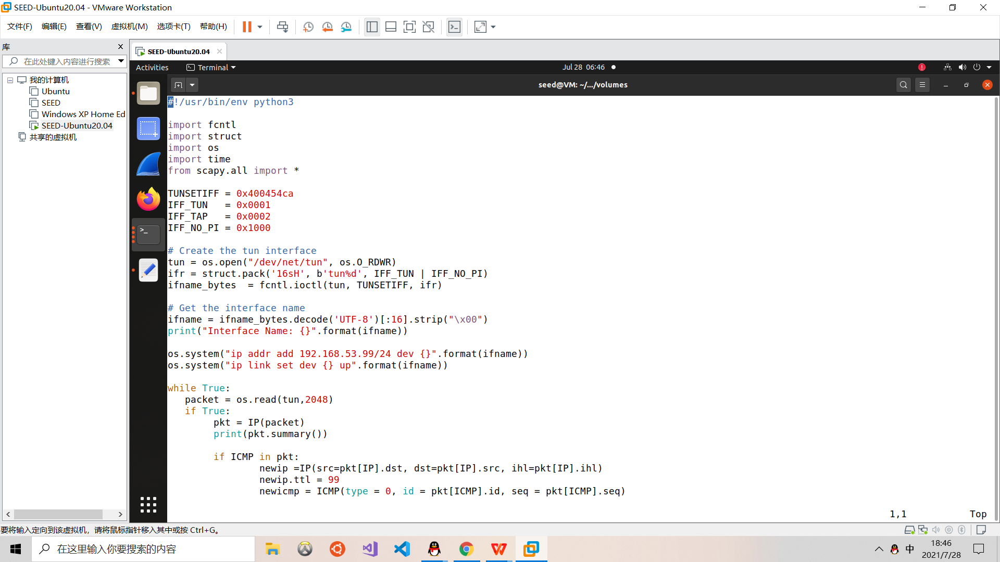 SEED-Ubuntu20.04 - VMware Workstation
文件(F) 编辑(E) 查看(V) 虚拟机(M) 选项卡(T) 帮助(H)
库
在此处键入内容进行搜索
我的计算机
Ubuntu
SEED
Windows XP Home Ed
SEED-Ubuntu20.04
共享的虚拟机
SEED-Ubuntu20.04
Activities Terminal Jul 28 06:46
seed@VM: ~/.../volumes
#!/usr/bin/env python3
import fcntl
import struct
import os
import time
from scapy.all import *
TUNSETIFF = 0x400454ca
IFF_TUN   = 0x0001
IFF_TAP   = 0x0002
IFF_NO_PI = 0x1000
# Create the tun interface
tun = os.open("/dev/net/tun", os.O_RDWR)
ifr = struct.pack('16sH', b'tun%d', IFF_TUN | IFF_NO_PI)
ifname_bytes  = fcntl.ioctl(tun, TUNSETIFF, ifr)
# Get the interface name
ifname = ifname_bytes.decode('UTF-8')[:16].strip("\x00")
print("Interface Name: {}".format(ifname))
os.system("ip addr add 192.168.53.99/24 dev {}".format(ifname))
os.system("ip link set dev {} up".format(ifname))
while True:
   packet = os.read(tun,2048)
   if True:
        pkt = IP(packet)
        print(pkt.summary())
        if ICMP in pkt:
                newip =IP(src=pkt[IP].dst, dst=pkt[IP].src, ihl=pkt[IP].ihl)
                newip.ttl = 99
                newicmp = ICMP(type = 0, id = pkt[ICMP].id, seq = pkt[ICMP].seq)
1,1 Top
要将输入定向到该虚拟机，请将鼠标指针移入其中或按 Ctrl+G。
在这里输入你要搜索的内容
中
18:46
2021/7/28